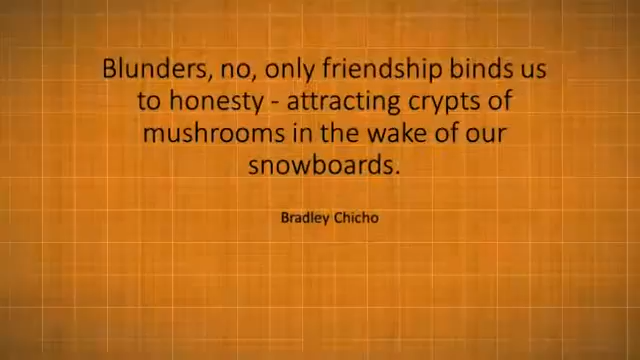 Blunders, no, only friendship binds us
to honesty - attracting crypts of
mushrooms in the wake of our
snowboards.
Bradley Chicho